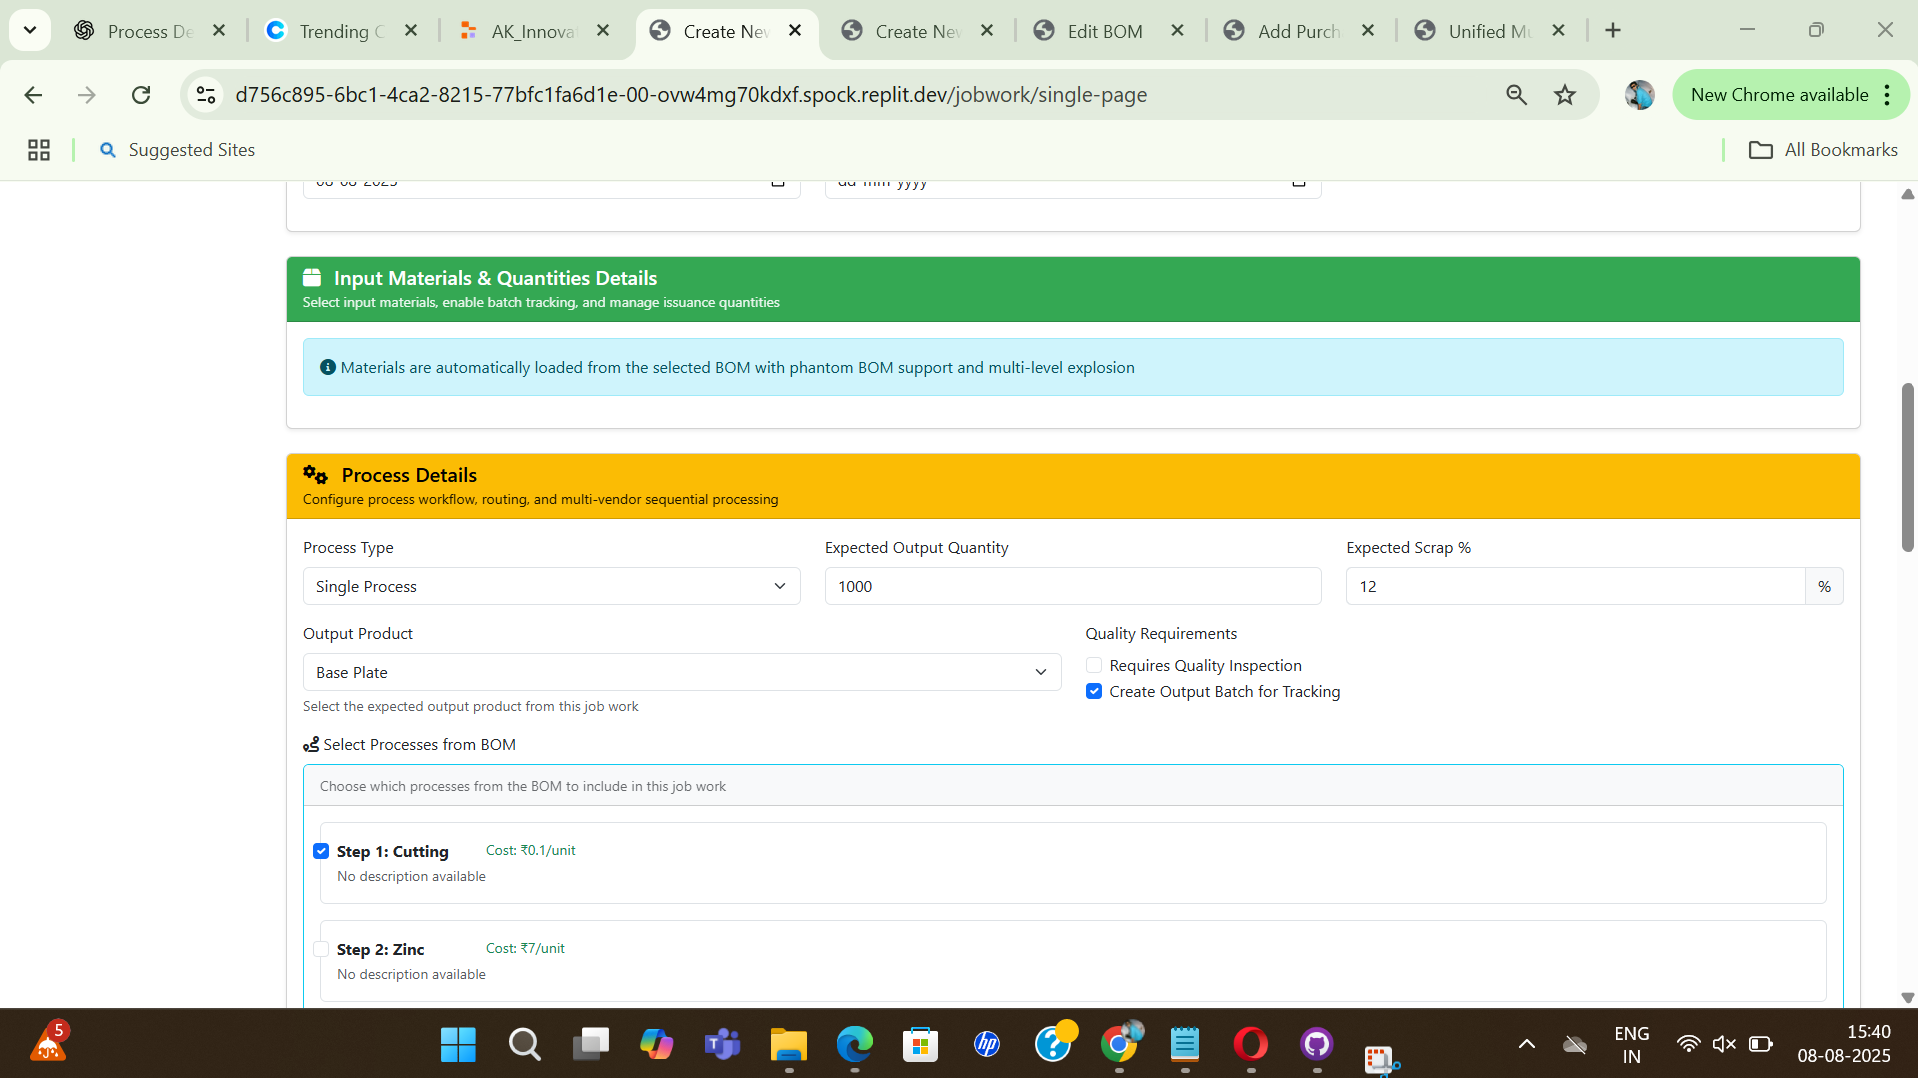 Process De
Trending C
AK_Innova
Create New
Create New
Edit BOM
Add Purch
Unified Mu
d756c895-6bc1-4ca2-8215-77bfc1fa6d1e-00-ovw4mg70kdxf.spock.replit.dev/jobwork/single-page
New Chrome available
Suggested Sites
All Bookmarks
08-08-2025
dd-mm-yyyy
Input Materials & Quantities Details
Select input materials, enable batch tracking, and manage issuance quantities
Materials are automatically loaded from the selected BOM with phantom BOM support and multi-level explosion
Process Details
Configure process workflow, routing, and multi-vendor sequential processing
Process Type
Expected Output Quantity
Expected Scrap %
Single Process
1000
12
%
Output Product
Quality Requirements
Base Plate
Requires Quality Inspection
Create Output Batch for Tracking
Select the expected output product from this job work
Select Processes from BOM
Choose which processes from the BOM to include in this job work
Step 1: Cutting
Cost: ₹0.1/unit
No description available
Step 2: Zinc
Cost: ₹7/unit
No description available
5
hp
ENG
IN
15:40
08-08-2025